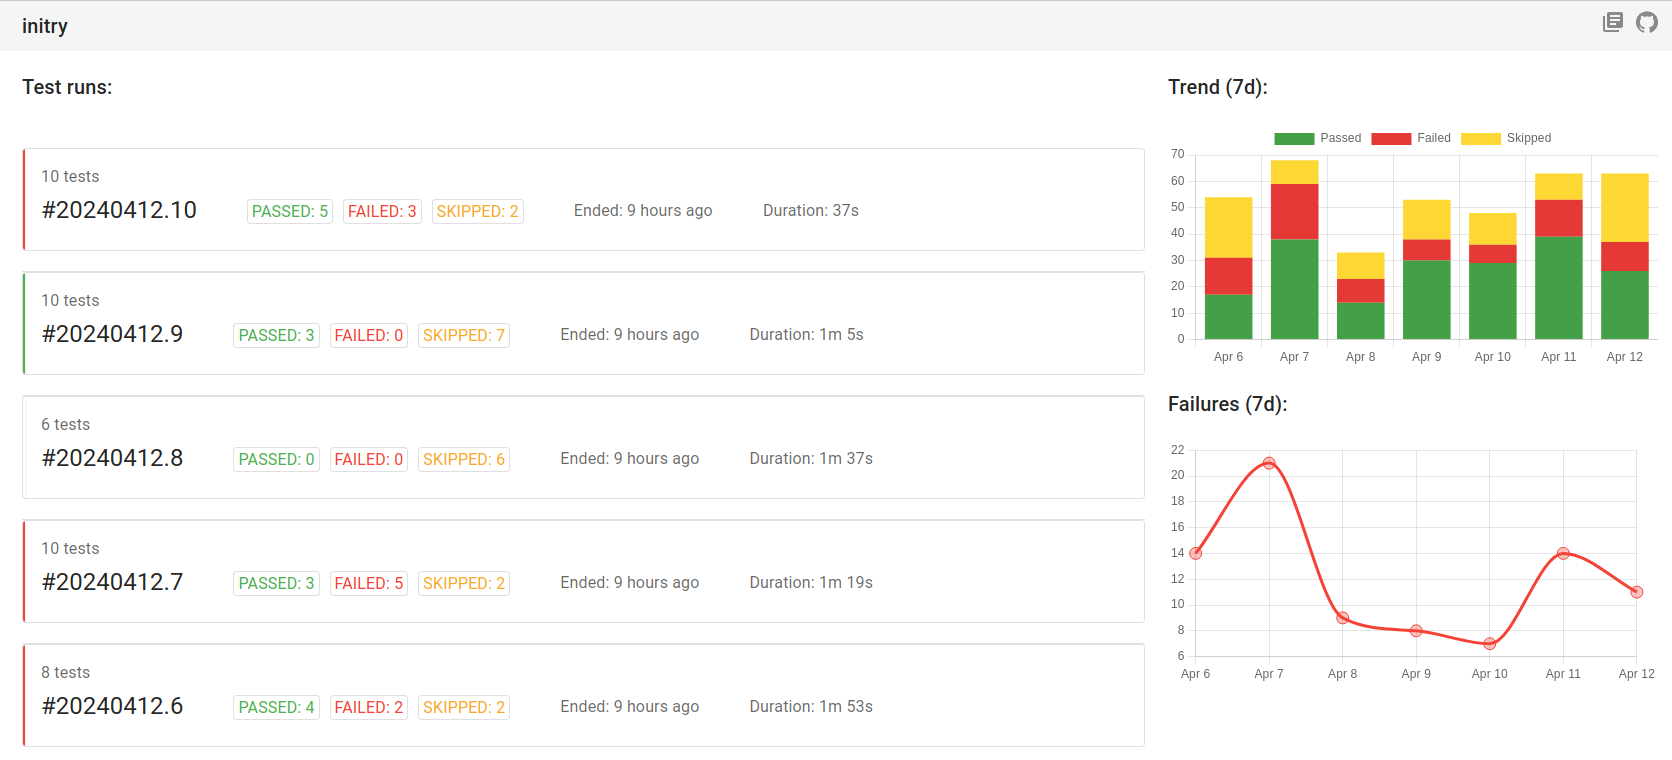 initry
Test runs:
10 tests
#20240412.10 PASSED: 5 FAILED: 3 SKIPPED: 2 Ended: 9 hours ago Duration: 37s
10 tests
#20240412.9 PASSED: 3 FAILED: 0 SKIPPED: 7 Ended: 9 hours ago Duration: 1m 5s
6 tests
#20240412.8 PASSED: 0 FAILED: 0 SKIPPED: 6 Ended: 9 hours ago Duration: 1m 37s
10 tests
#20240412.7 PASSED: 3 FAILED: 5 SKIPPED: 2 Ended: 9 hours ago Duration: 1m 19s
8 tests
#20240412.6 PASSED: 4 FAILED: 2 SKIPPED: 2 Ended: 9 hours ago Duration: 1m 53s
Trend (7d):
Passed Failed Skipped
70
60
50
40
30
20
10
0
Apr 6 Apr 7 Apr 8 Apr 9 Apr 10 Apr 11 Apr 12
Failures (7d):
22
20
18
16
14
12
10
8
6
Apr 6 Apr 7 Apr 8 Apr 9 Apr 10 Apr 11 Apr 12